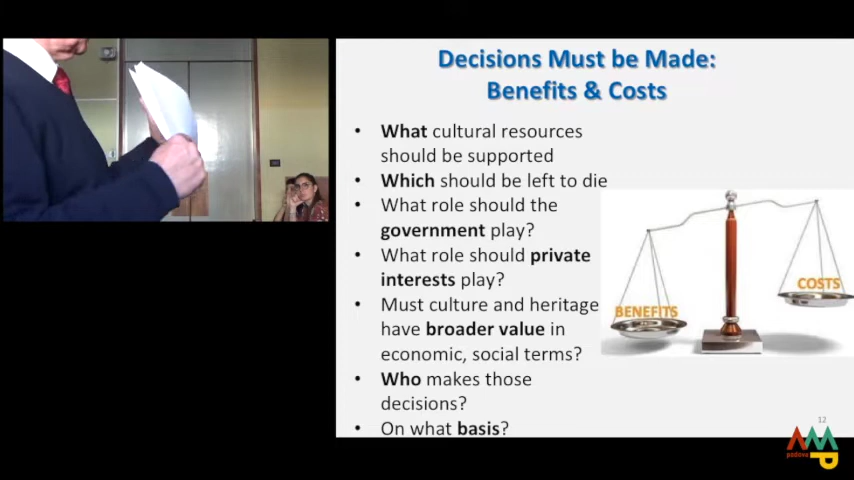 Decisions Must be Made:
Benefits & Costs
• What cultural resources
should be supported
• Which should be left to die
• What role should the
government play?
• What role should private
interests play?
• Must culture and heritage
have broader value in
economic, social terms?
• Who makes those
decisions?
• On what basis?
BENEFITS
COSTS
12
padova